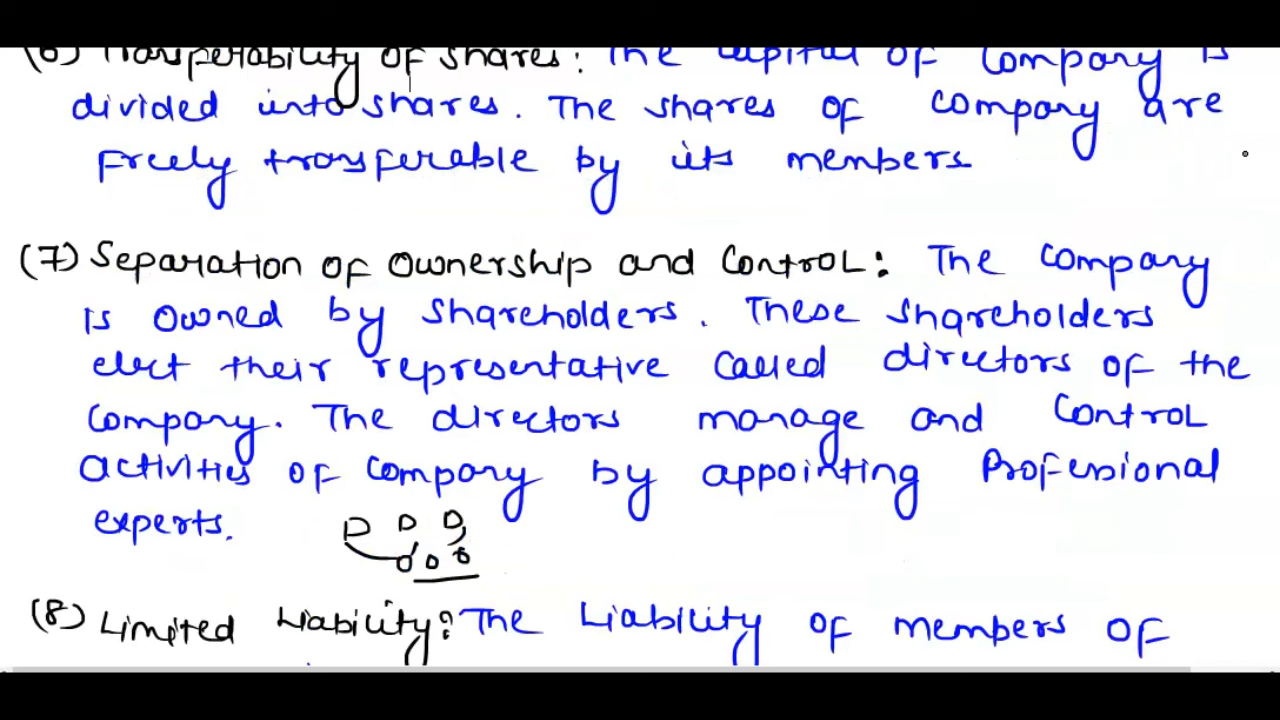 (6) Transferability of shares: The capital of company is
divided into shares. The shares of company are
freely transferable by its members
(7) Separation of Ownership and Control: The company
is owned by shareholders. These shareholders
elect their representative called directors of the
company. The directors manage and control
activities of company by appointing Professional
experts.
D D D
(8) Limited Liability: The Liability of members of